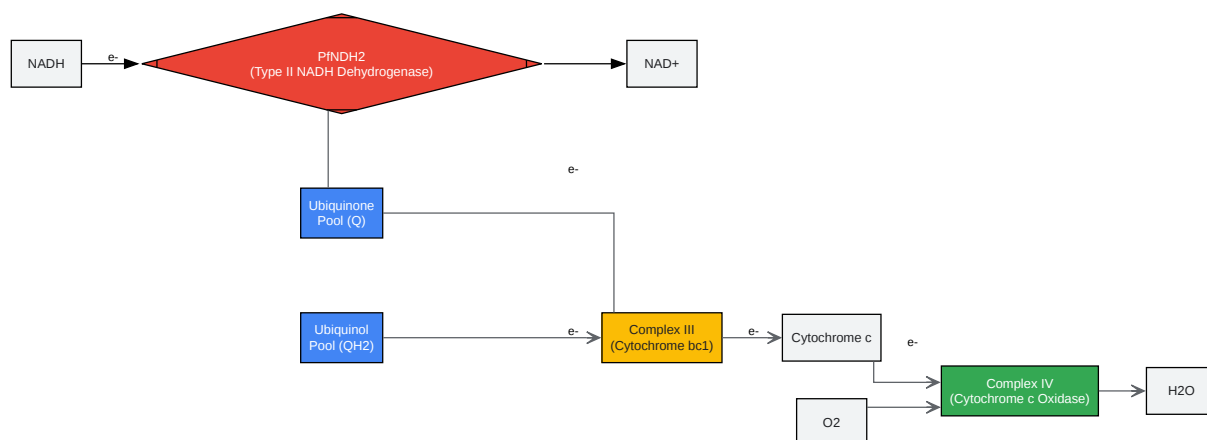 NADH
e-
PfNDH2
(Type II NADH Dehydrogenase)
NAD+
e-
Ubiquinone
Pool (Q)
Ubiquinol
Pool (QH2)
e-
Complex III
(Cytochrome bc1)
e-
Cytochrome c
e-
Complex IV
(Cytochrome c Oxidase)
H2O
O2